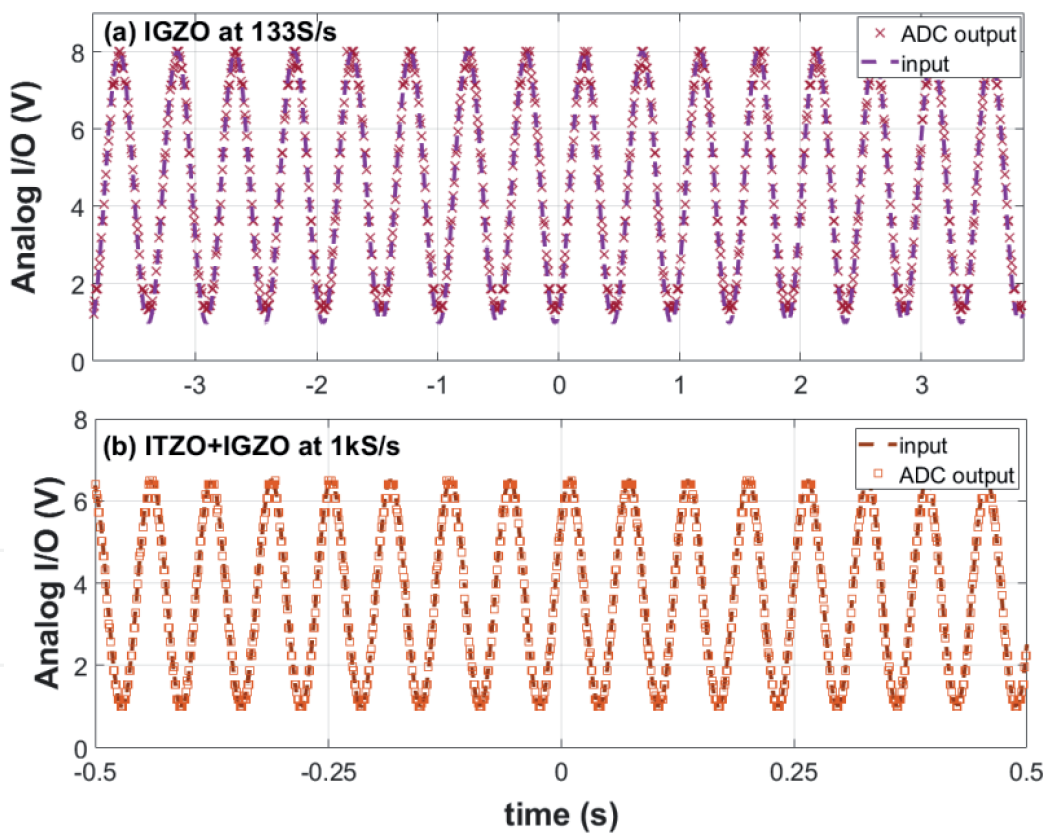 (a) IGZO at 133S/s
ADC output
input
Analog I/O (V)
8
6
4
2
0
-3
-2
-1
0
1
2
3
(b) ITZO+IGZO at 1kS/s
input
ADC output
Analog I/O (V)
8
6
4
2
0
-0.5
-0.25
0
0.25
0.5
time (s)